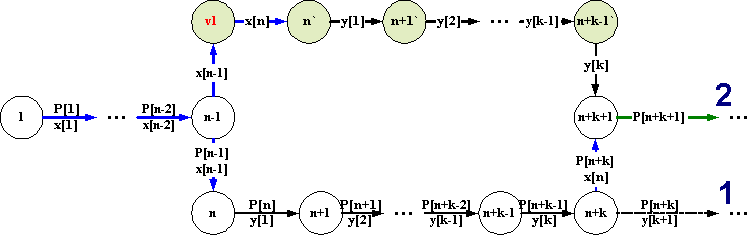 v1 x[n] n` y[1] n+1` y[2] ... y[k-1] n+k-1`
x[n-1] y[k]
2
1 P[1] x[1] ... P[n-2] x[n-2] n-1 n+k+1 P[n+k+1] ...
P[n-1] x[n-1] P[n+k] x[n]
1
n P[n] y[1] n+1 P[n+1] y[2] ... P[n+k-2] y[k-1] n+k-1 P[n+k-1] y[k] n+k P[n+k] y[k+1] ...